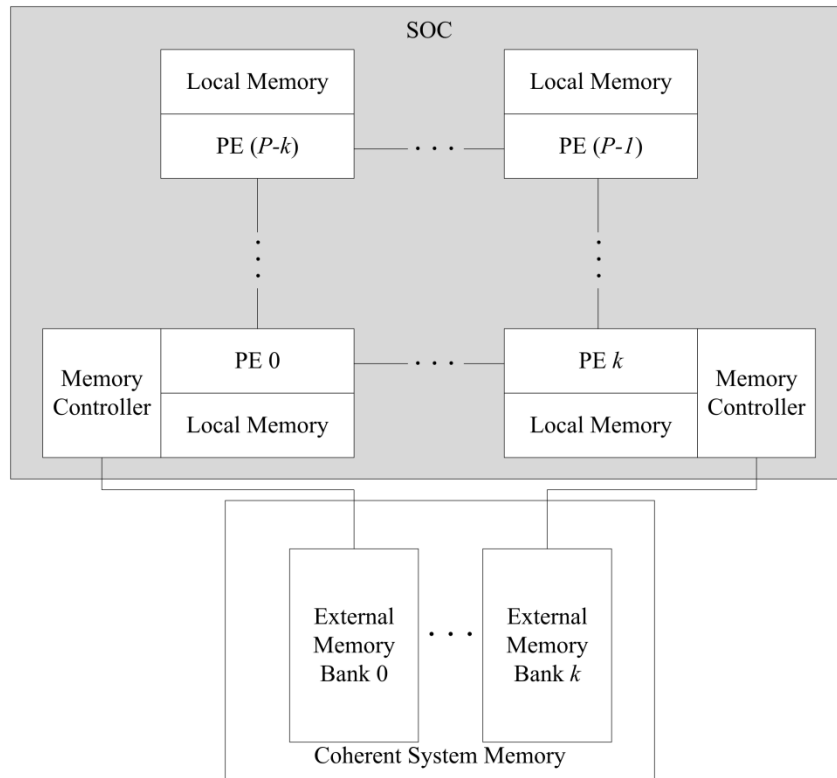 SOC
Local Memory
Local Memory
PE (P-k)
PE (P-1)
Memory
Controller
PE 0
Local Memory
PE k
Local Memory
Memory
Controller
External
Memory
Bank 0
External
Memory
Bank k
Coherent System Memory